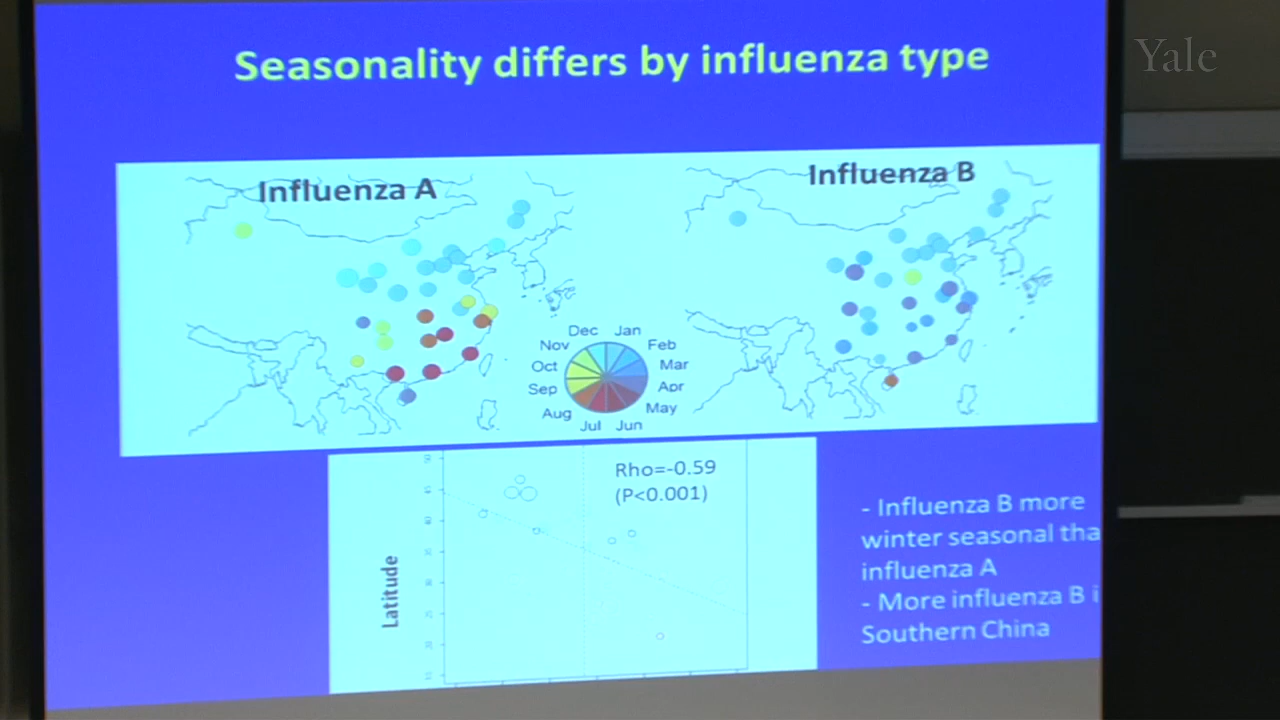 Seasonality differs by influenza type
Yale
Influenza A
Influenza B
Dec Jan
Nov Feb
Oct Mar
Sep Apr
Aug May
Jul Jun
Rho=-0.59
(P<0.001)
Latitude
- Influenza B more
winter seasonal tha
influenza A
- More influenza B i
Southern China